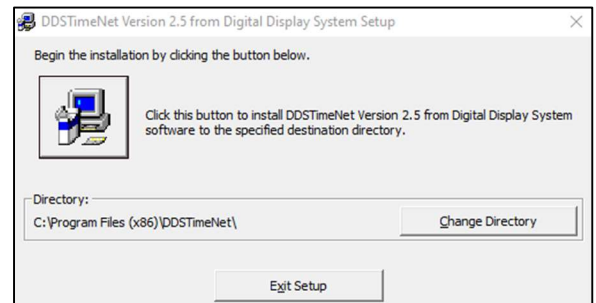 DDSTimeNet Version 2.5 from Digital Display System Setup
Begin the installation by clicking the button below.
Click this button to install DDSTimeNet Version 2.5 from Digital Display System
software to the specified destination directory.
Directory:
C:\Program Files (x86)\DDSTimeNet\
Change Directory
Exit Setup